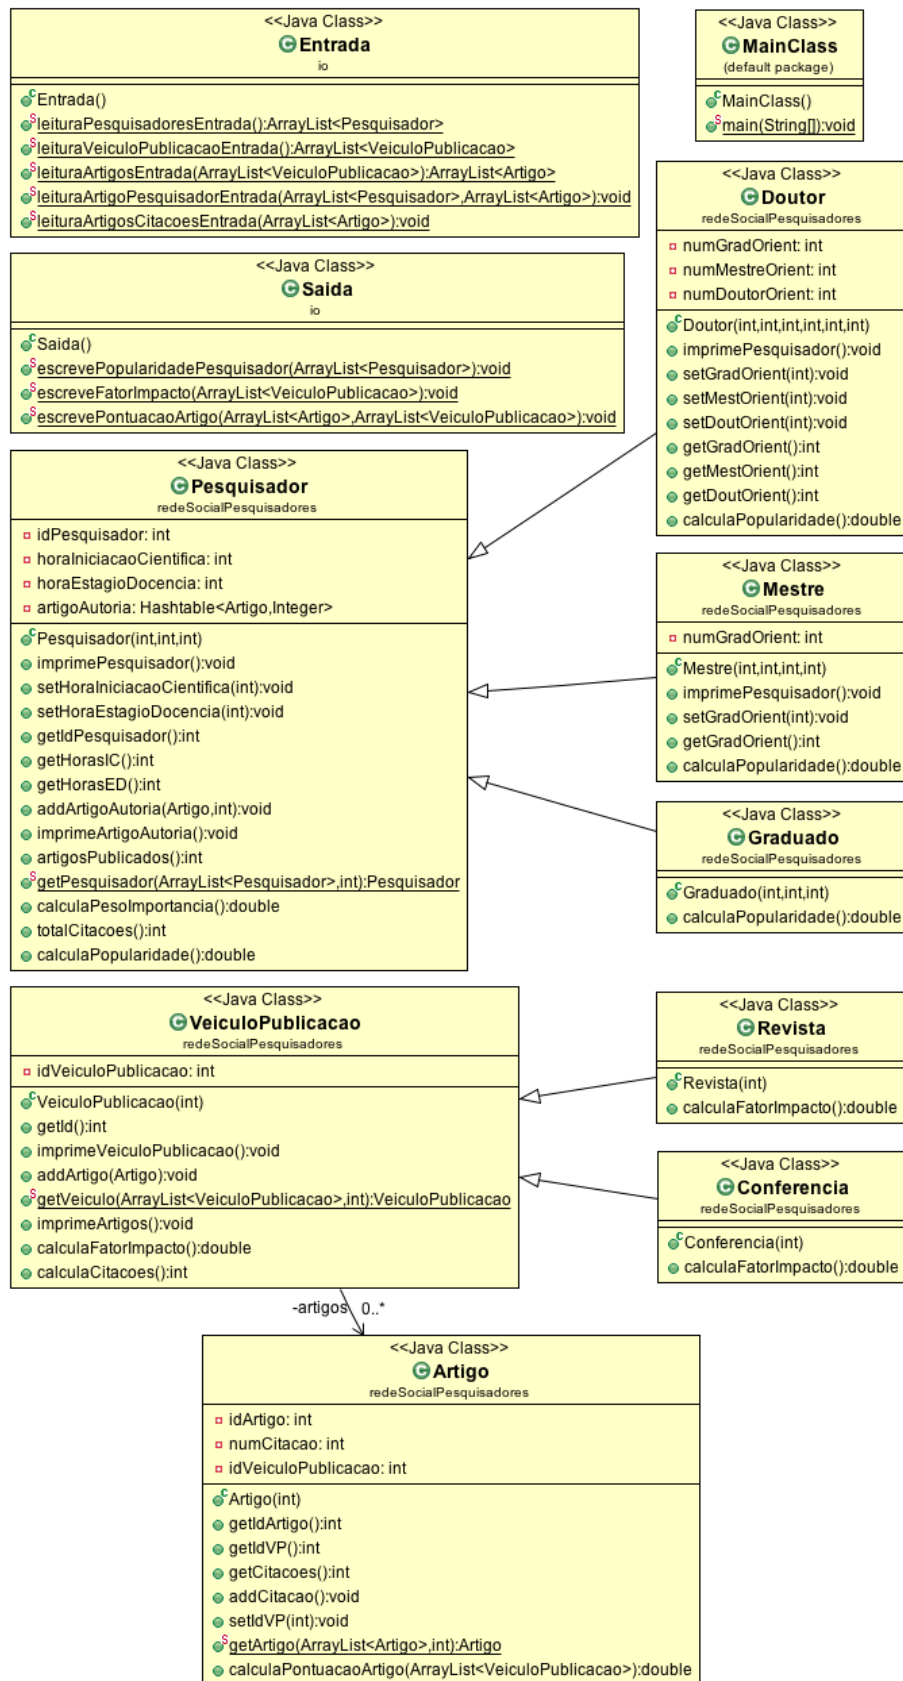 <<Java Class>>
Entrada
io
Entrada()
leituraPesquisadoresEntrada():ArrayList<Pesquisador>
leituraVeiculoPublicacaoEntrada():ArrayList<VeiculoPublicacao>
leituraArtigosEntrada(ArrayList<VeiculoPublicacao>):ArrayList<Artigo>
leituraArtigoPesquisadorEntrada(ArrayList<Pesquisador>,ArrayList<Artigo>):void
leituraArtigosCitacoesEntrada(ArrayList<Artigo>):void
<<Java Class>>
MainClass
(default package)
MainClass()
main(String[]):void
<<Java Class>>
Saida
io
Saida()
escrevePopularidadePesquisador(ArrayList<Pesquisador>):void
escreveFatorImpacto(ArrayList<VeiculoPublicacao>):void
escrevePontuacaoArtigo(ArrayList<Artigo>,ArrayList<VeiculoPublicacao>):void
<<Java Class>>
Doutor
redeSocialPesquisadores
numGradOrient: int
numMestreOrient: int
numDoutorOrient: int
Doutor(int,int,int,int,int,int)
imprimePesquisador():void
setGradOrient(int):void
setMestOrient(int):void
setDoutOrient(int):void
getGradOrient():int
getMestOrient():int
getDoutOrient():int
calculaPopularidade():double
<<Java Class>>
Pesquisador
redeSocialPesquisadores
idPesquisador: int
horaIniciacaoCientifica: int
horaEstagioDocencia: int
artigoAutoria: Hashtable<Artigo,Integer>
Pesquisador(int,int,int)
imprimePesquisador():void
setHoraIniciacaoCientifica(int):void
setHoraEstagioDocencia(int):void
getIdPesquisador():int
getHorasIC():int
getHorasED():int
addArtigoAutoria(Artigo,int):void
imprimeArtigoAutoria():void
artigosPublicados():int
getPesquisador(ArrayList<Pesquisador>,int):Pesquisador
calculaPesoImportancia():double
totalCitacoes():int
calculaPopularidade():double
<<Java Class>>
Mestre
redeSocialPesquisadores
numGradOrient: int
Mestre(int,int,int,int)
imprimePesquisador():void
setGradOrient(int):void
getGradOrient():int
calculaPopularidade():double
<<Java Class>>
Graduado
redeSocialPesquisadores
Graduado(int,int,int)
calculaPopularidade():double
<<Java Class>>
VeiculoPublicacao
redeSocialPesquisadores
idVeiculoPublicacao: int
VeiculoPublicacao(int)
getId():int
imprimeVeiculoPublicacao():void
addArtigo(Artigo):void
getVeiculo(ArrayList<VeiculoPublicacao>,int):VeiculoPublicacao
imprimeArtigos():void
calculaFatorImpacto():double
calculaCitacoes():int
<<Java Class>>
Revista
redeSocialPesquisadores
Revista(int)
calculaFatorImpacto():double
<<Java Class>>
Conferencia
redeSocialPesquisadores
Conferencia(int)
calculaFatorImpacto():double
-artigos 0..*
<<Java Class>>
Artigo
redeSocialPesquisadores
idArtigo: int
numCitacao: int
idVeiculoPublicacao: int
Artigo(int)
getIdArtigo():int
getIdVP():int
getCitacoes():int
addCitacao():void
setIdVP(int):void
getArtigo(ArrayList<Artigo>,int):Artigo
calculaPontuacaoArtigo(ArrayList<VeiculoPublicacao>):double